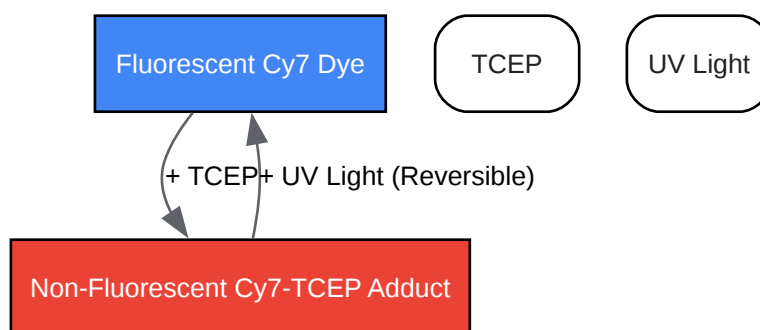 Fluorescent Cy7 Dye
TCEP
UV Light
+ TCEP
+ UV Light (Reversible)
Non-Fluorescent Cy7-TCEP Adduct